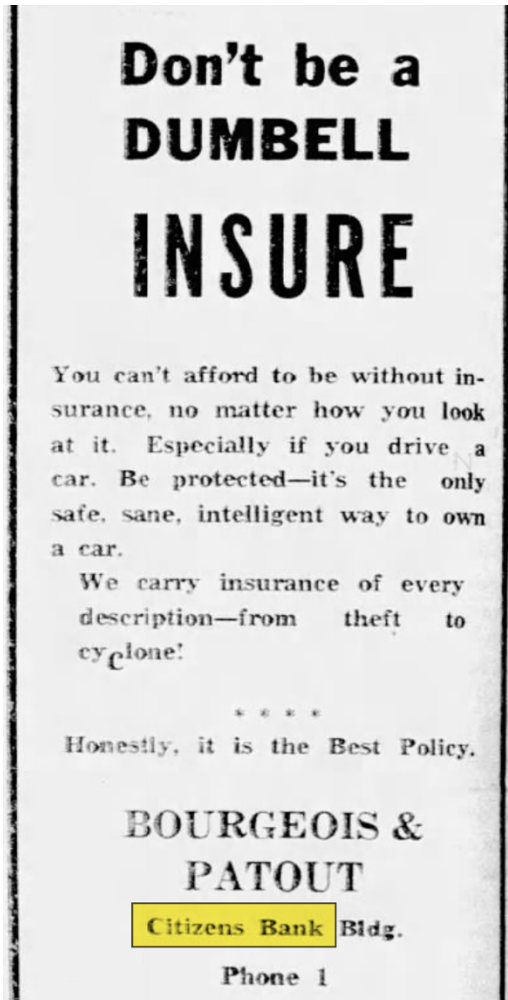 Don't be a
DUMBELL
INSURE
You can't afford to be without in-
surance, no matter how you look
at it. Especially if you drive a
car. Be protected—it's the only
safe, sane, intelligent way to own
a car.
We carry insurance of every
description—from theft to
cyclone!
* * * *
Honestly, it is the Best Policy.
BOURGEOIS &
PATOUT
Citizens Bank Bldg.
Phone 1